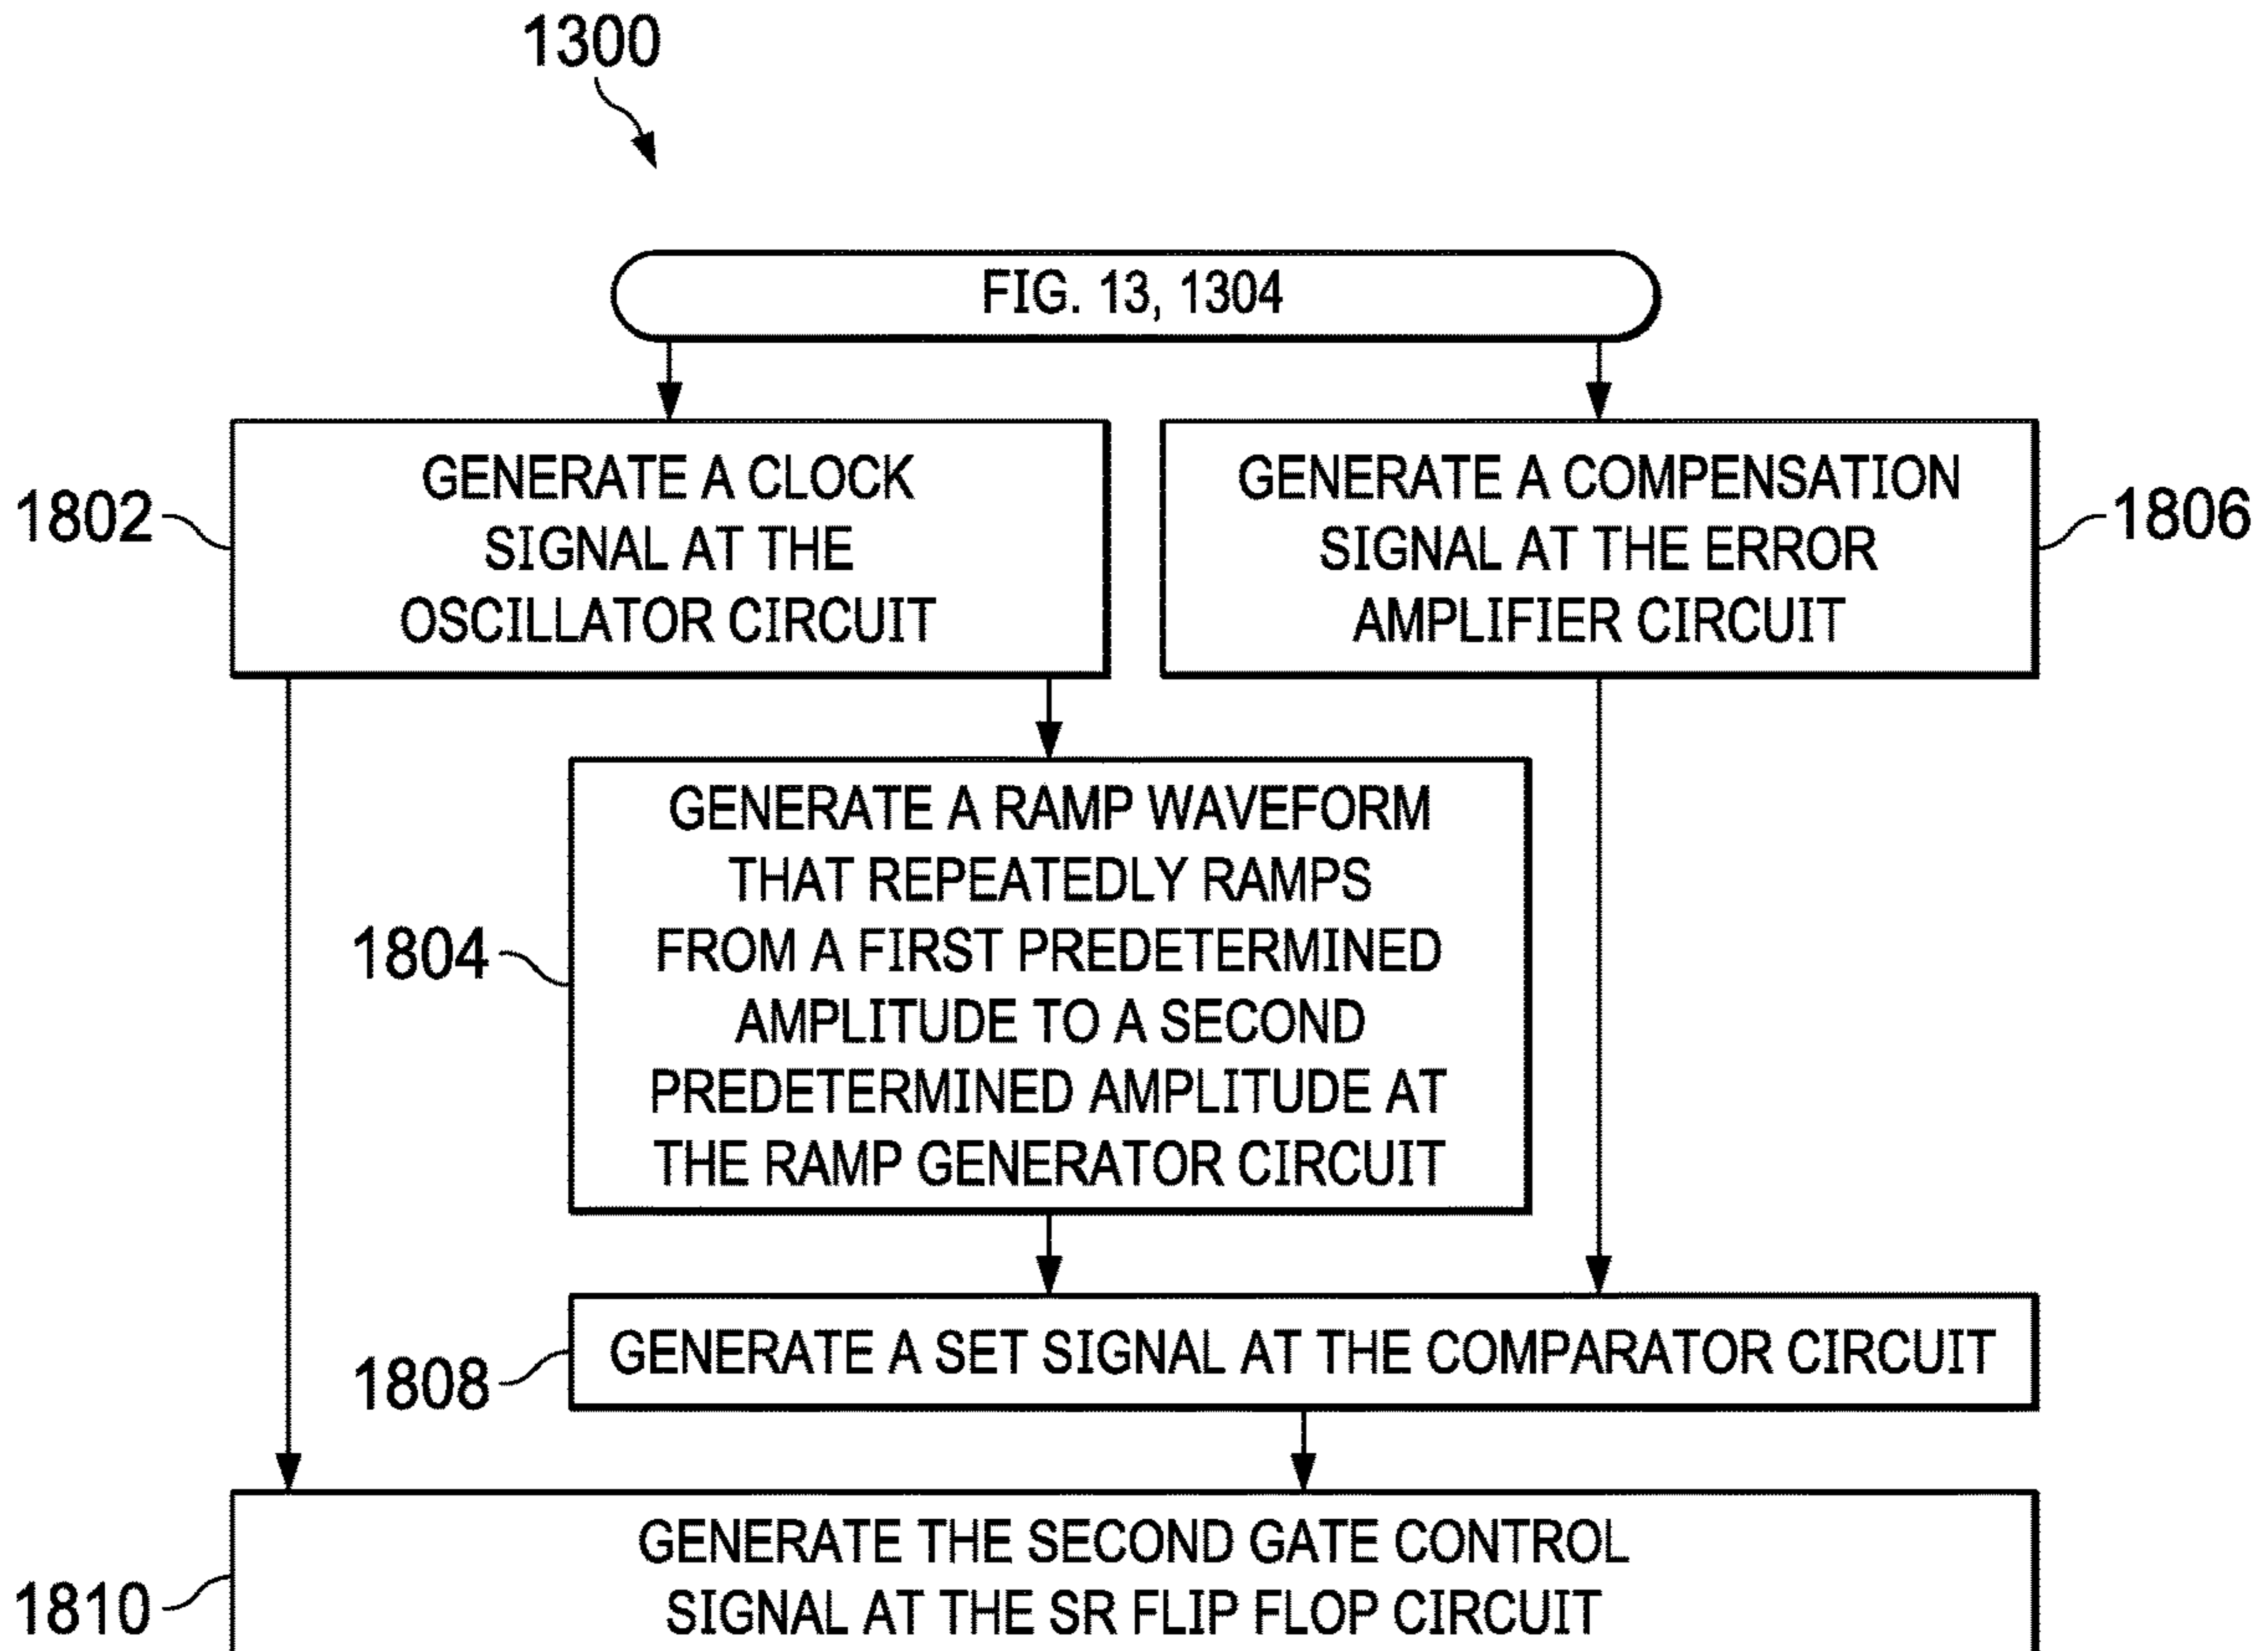 1300
FIG. 13, 1304
1802
GENERATE A CLOCK
SIGNAL AT THE
OSCILLATOR CIRCUIT
GENERATE A COMPENSATION
SIGNAL AT THE ERROR
AMPLIFIER CIRCUIT
1806
1804
GENERATE A RAMP WAVEFORM
THAT REPEATEDLY RAMPS
FROM A FIRST PREDETERMINED
AMPLITUDE TO A SECOND
PREDETERMINED AMPLITUDE AT
THE RAMP GENERATOR CIRCUIT
1808
GENERATE A SET SIGNAL AT THE COMPARATOR CIRCUIT
1810
GENERATE THE SECOND GATE CONTROL
SIGNAL AT THE SR FLIP FLOP CIRCUIT